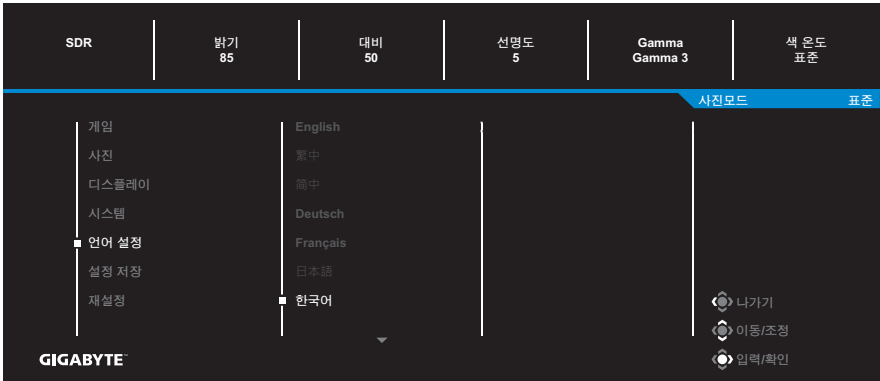 SDR
밝기
85
대비
50
선명도
5
Gamma
Gamma 3
색 온도
표준
사진모드 표준
게임
사진
디스플레이
시스템
언어 설정
설정 저장
재설정
English
繁中
简中
Deutsch
Français
日本語
한국어
나가기
이동/조정
입력/확인
GIGABYTE™